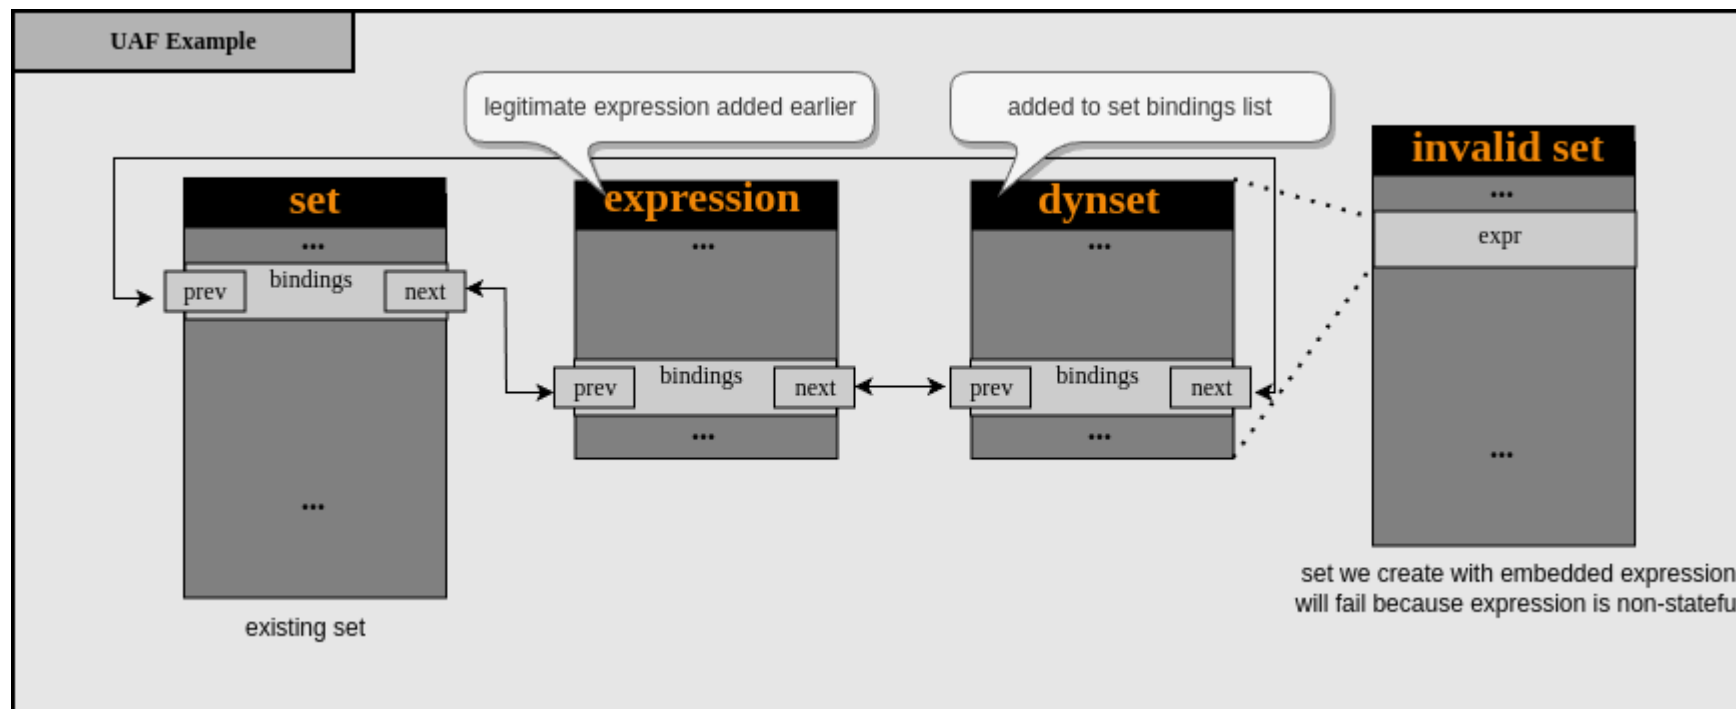 UAF Example
legitimate expression added earlier
added to set bindings list
set
...
bindings
prev
next
...
existing set
expression
...
bindings
prev
next
...
dynset
...
bindings
prev
next
...
invalid set
...
expr
...
set we create with embedded expression
will fail because expression is non-statefu